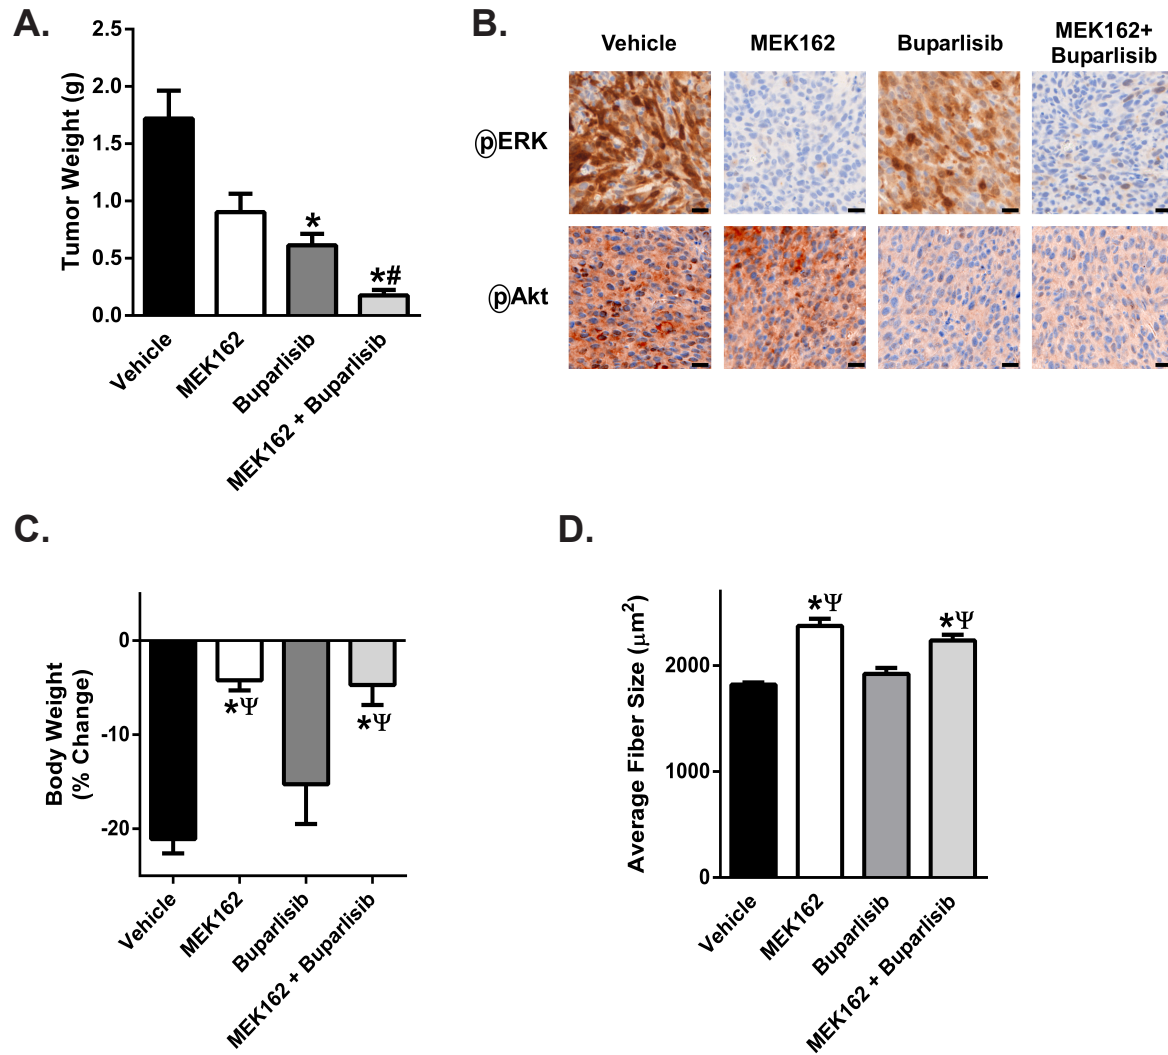 A.
2.5
2.0
1.5
1.0
0.5
0.0
Tumor Weight (g)
*
*#
Vehicle
MEK162
Buparlisib
MEK162 + Buparlisib
B.
Vehicle
MEK162
Buparlisib
MEK162+
Buparlisib
pERK
pAkt
C.
0
-10
-20
Body Weight
(% Change)
*Ψ
*Ψ
Vehicle
MEK162
Buparlisib
MEK162 + Buparlisib
D.
2000
1000
0
Average Fiber Size (μm²)
*Ψ
*Ψ
Vehicle
MEK162
Buparlisib
MEK162 + Buparlisib